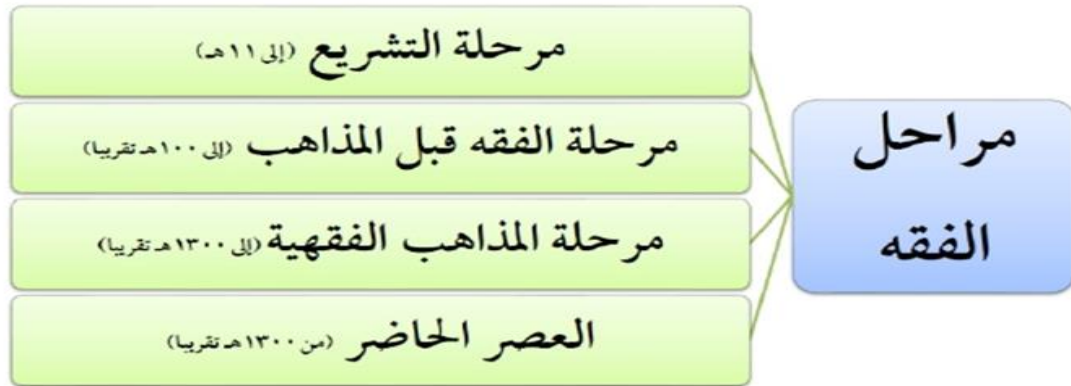 مراحل
الفقه
مرحلة التشريع (إلى ١١هـ)
مرحلة الفقه قبل المذاهب (إلى ١٠٠هـ تقريبا)
مرحلة المذاهب الفقهية (إلى ١٣٠٠هـ تقريبا)
العصر الحاضر (من ١٣٠٠هـ تقريبا)